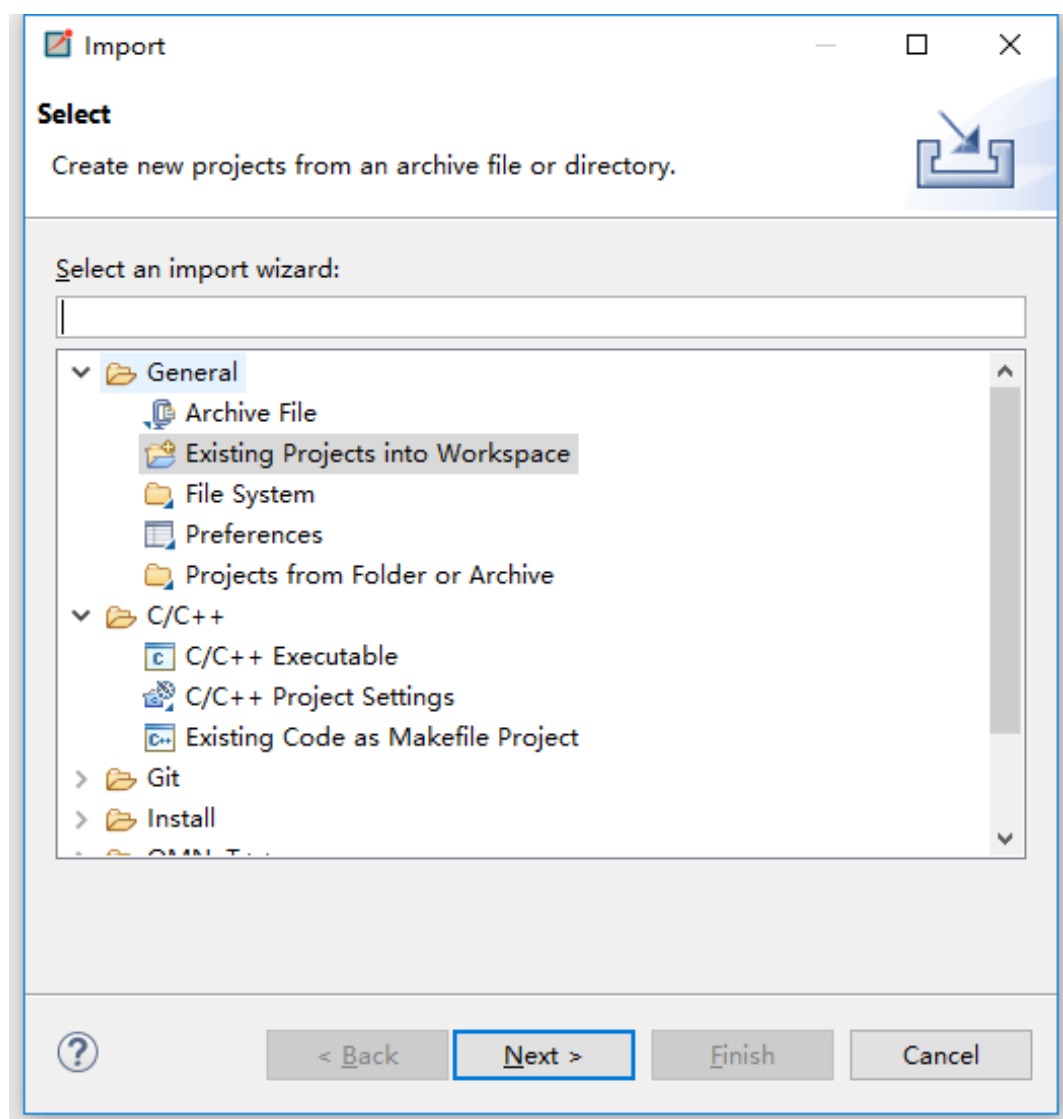 Import
Select
Create new projects from an archive file or directory.
Select an import wizard:
General
Archive File
Existing Projects into Workspace
File System
Preferences
Projects from Folder or Archive
C/C++
C/C++ Executable
C/C++ Project Settings
Existing Code as Makefile Project
Git
Install
? < Back Next > Finish Cancel